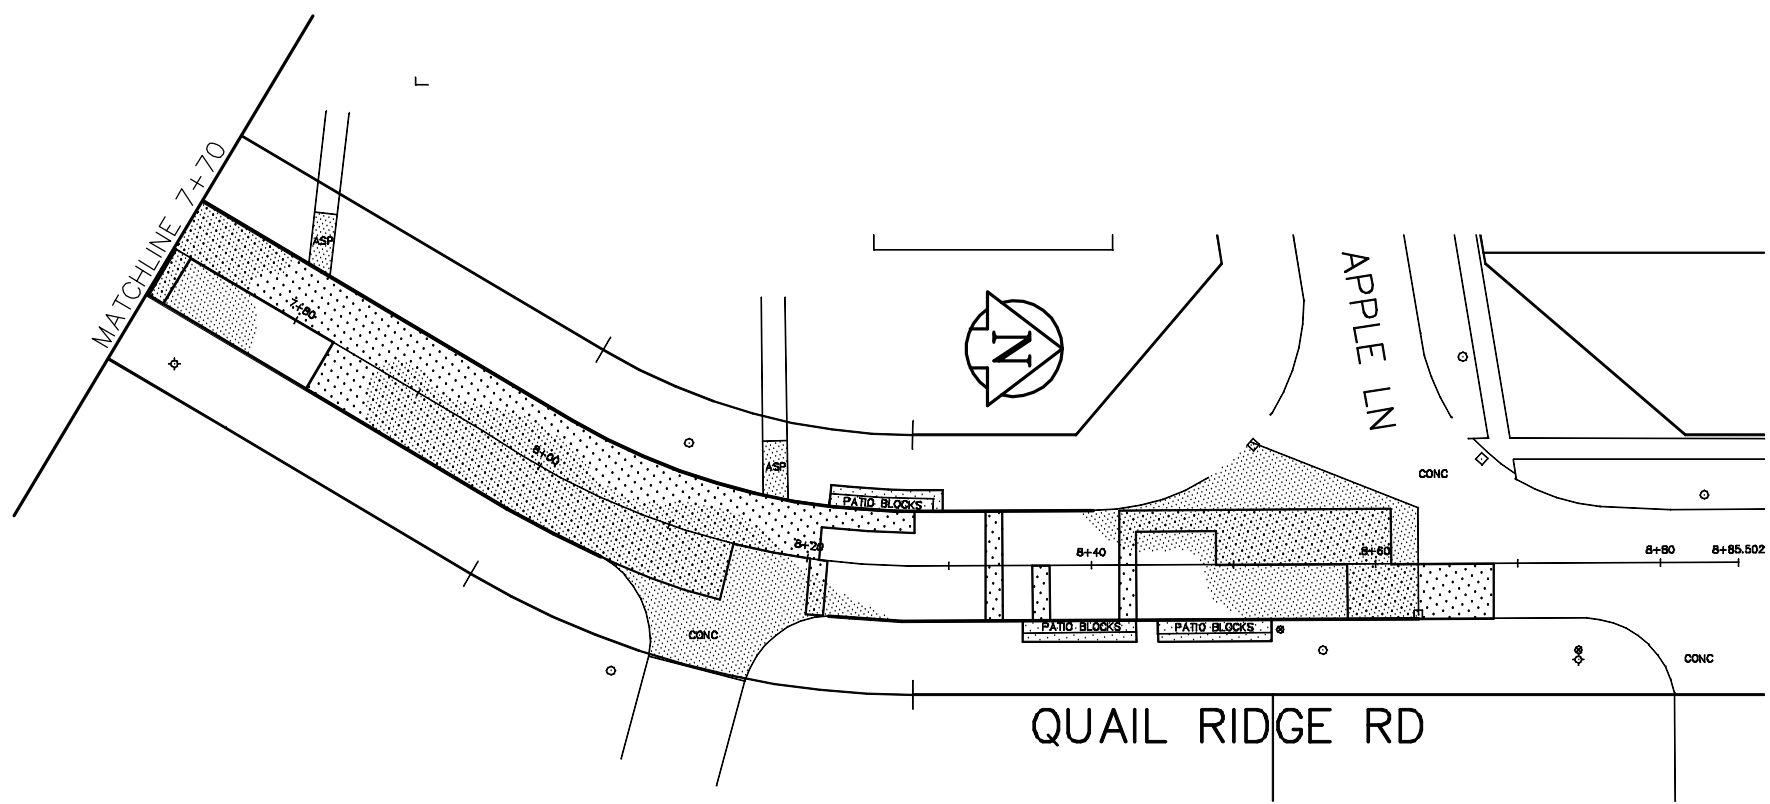 MATCHLINE 7+70
ASP
7+80
8+00
ASP
PATIO BLOCKS
N
APPLE LN
CONC
8+20
8+40
8+60
8+80
8+85.502
CONC
PATIO BLOCKS
PATIO BLOCKS
CONC
QUAIL RIDGE RD